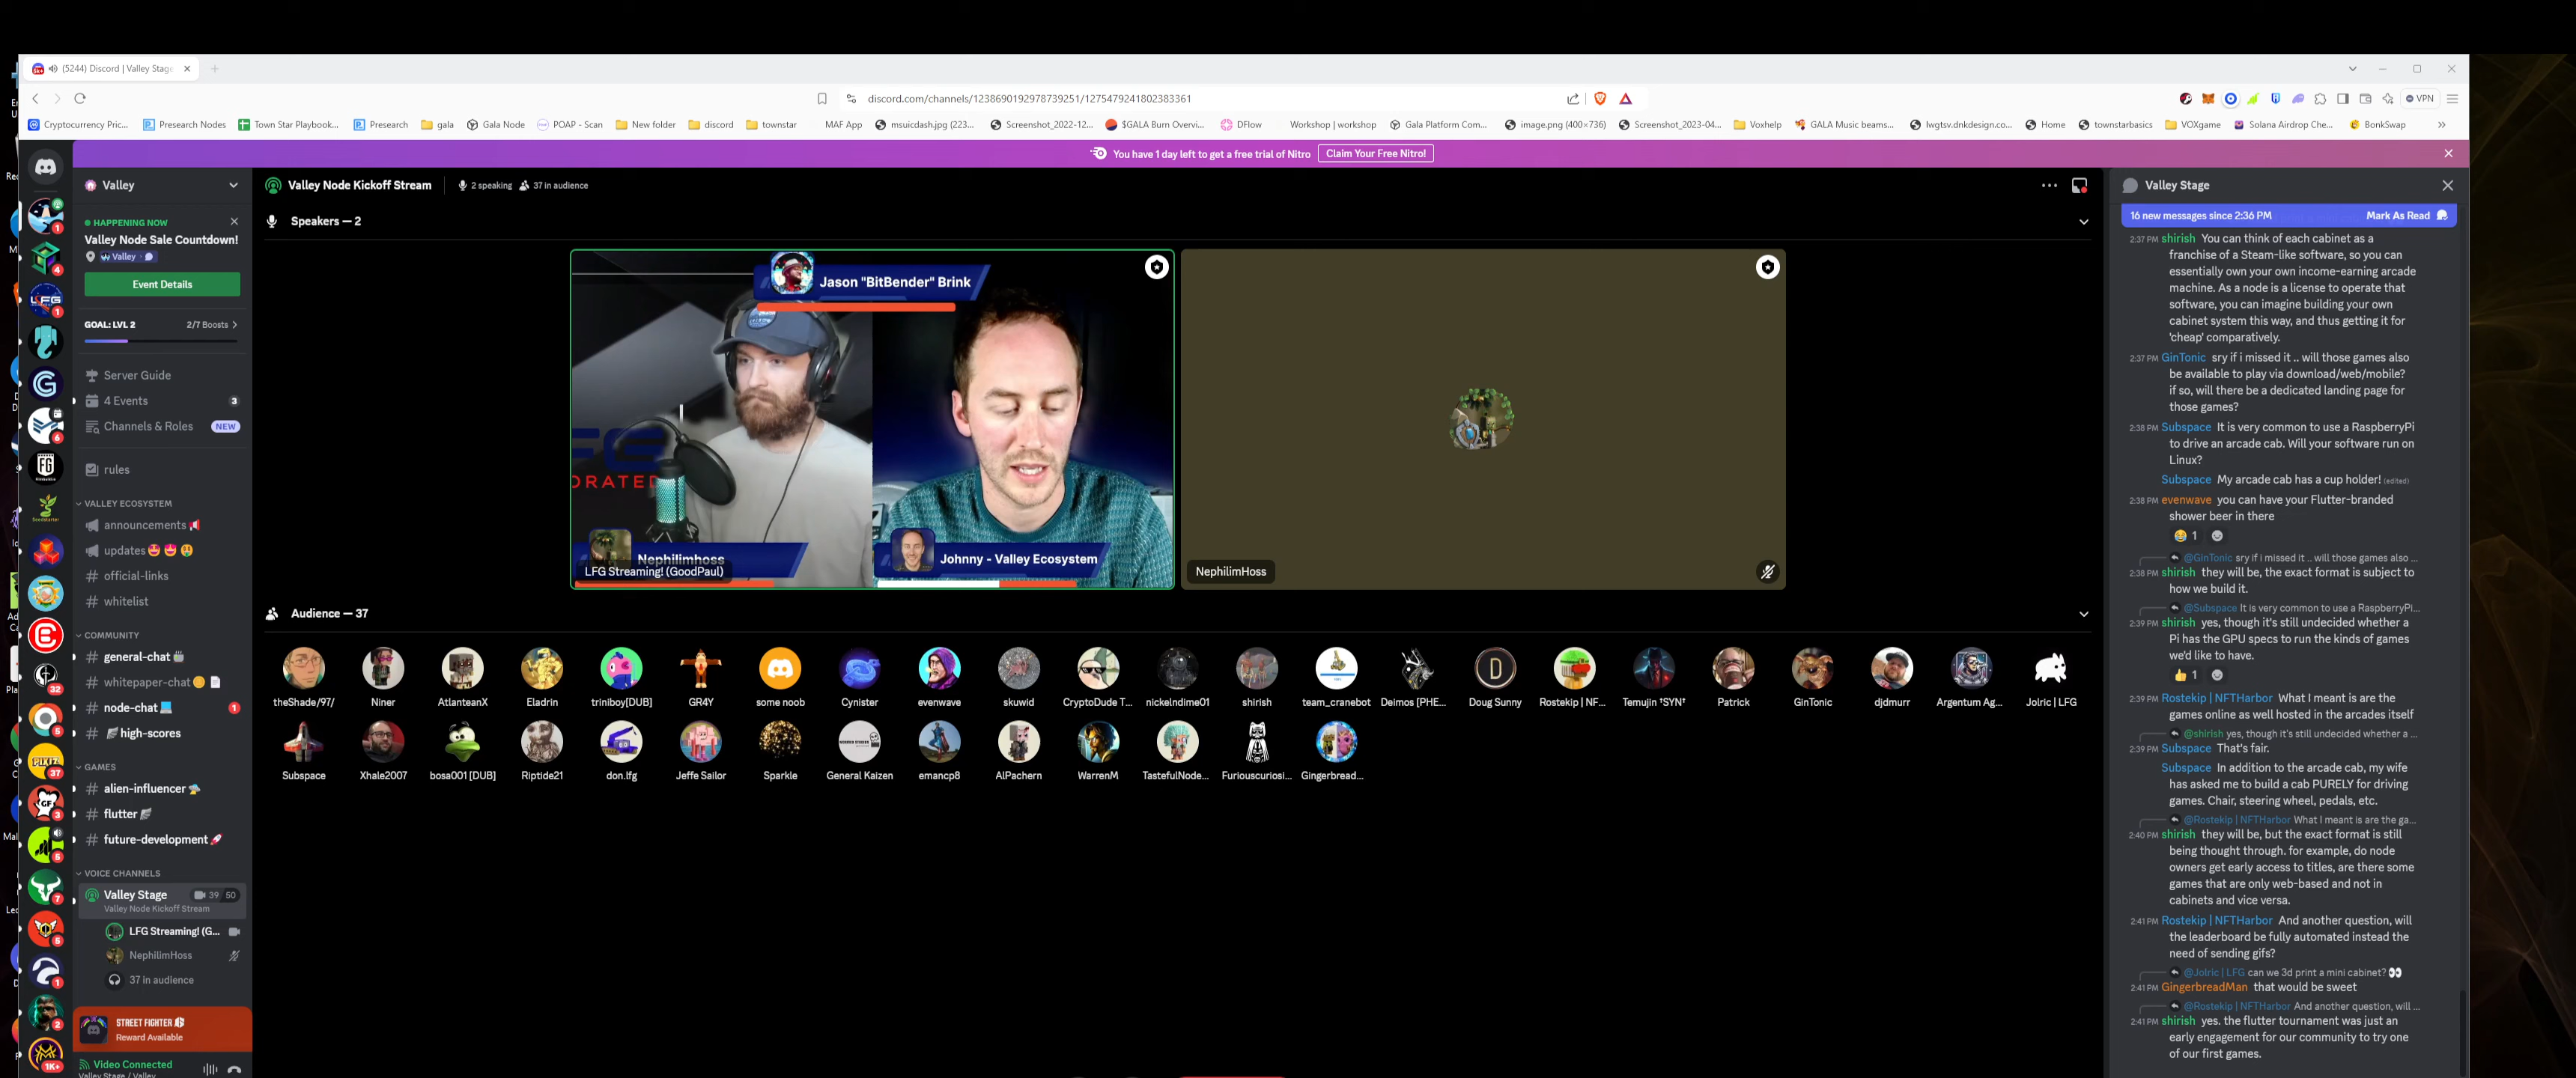 (5244) Discord | Valley Stage
discord.com/channels/1238690192978739251/1275479241802383361
VPN
Cryptocurrency Pric...
Presearch Nodes
Town Star Playbook...
Presearch
gala
Gala Node
POAP - Scan
New folder
discord
townstar
MAF App
msuicdash.jpg (223...
Screenshot_2022-12...
$GALA Burn Overvi...
DFlow
Workshop | workshop
Gala Platform Com...
image.png (400×736)
Screenshot_2023-04...
Voxhelp
GALA Music beams...
lwgtsv.dnkdesign.co...
Home
townstarbasics
VOXgame
Solana Airdrop Che...
BonkSwap
You have 1 day left to get a free trial of Nitro
Claim Your Free Nitro!
Valley
HAPPENING NOW
Valley Node Sale Countdown!
Valley
Event Details
GOAL: LVL 2
2/7 Boosts
Server Guide
4 Events
3
Channels & Roles
NEW
rules
VALLEY ECOSYSTEM
announcements
updates
official-links
whitelist
COMMUNITY
general-chat
whitepaper-chat
node-chat
1
high-scores
GAMES
alien-influencer
flutter
future-development
VOICE CHANNELS
Valley Stage
39 50
Valley Node Kickoff Stream
LFG Streaming! (G...
NephilimHoss
37 in audience
STREET FIGHTER 6
Reward Available
Video Connected
Valley Stage / Valley
Valley Node Kickoff Stream
2 speaking
37 in audience
Speakers — 2
Jason "BitBender" Brink
ORATED
Nephilimhoss
LFG Streaming! (GoodPaul)
Johnny - Valley Ecosystem
NephilimHoss
Audience — 37
theShade/97/
Niner
AtlanteanX
Eladrin
triniboy[DUB]
GR4Y
some noob
Cynister
evenwave
skuwid
CryptoDude T...
nickelndime01
shirish
team_cranebot
Deimos [PHE...
Doug Sunny
Rostekip | NF...
Temujin †SYN†
Patrick
GinTonic
djdmurr
Argentum Ag...
Jolric | LFG
Subspace
Xhale2007
bosa001 [DUB]
Riptide21
don.lfg
Jeffe Sailor
Sparkle
General Kaizen
emancp8
AlPachern
WarrenM
TastefulNode...
Furiouscuriosi...
Gingerbread...
Valley Stage
16 new messages since 2:36 PM
Mark As Read
2:37 PM shirish You can think of each cabinet as a
franchise of a Steam-like software, so you can
essentially own your own income-earning arcade
machine. As a node is a license to operate that
software, you can imagine building your own
cabinet system this way, and thus getting it for
'cheap' comparatively.
2:37 PM GinTonic sry if i missed it .. will those games also
be available to play via download/web/mobile?
if so, will there be a dedicated landing page for
those games?
2:38 PM Subspace It is very common to use a RaspberryPi
to drive an arcade cab. Will your software run on
Linux?
Subspace My arcade cab has a cup holder! (edited)
2:38 PM evenwave you can have your Flutter-branded
shower beer in there
1
@GinTonic sry if i missed it .. will those games also ...
2:38 PM shirish they will be, the exact format is subject to
how we build it.
@Subspace It is very common to use a RaspberryPi...
2:39 PM shirish yes, though it's still undecided whether a
Pi has the GPU specs to run the kinds of games
we'd like to have.
1
2:39 PM Rostekip | NFTHarbor What I meant is are the
games online as well hosted in the arcades itself
@shirish yes, though it's still undecided whether a ...
2:39 PM Subspace That's fair.
Subspace In addition to the arcade cab, my wife
has asked me to build a cab PURELY for driving
games. Chair, steering wheel, pedals, etc.
@Rostekip | NFTHarbor What I meant is are the ga...
2:40 PM shirish they will be, but the exact format is still
being thought through. for example, do node
owners get early access to titles, are there some
games that are only web-based and not in
cabinets and vice versa.
2:41 PM Rostekip | NFTHarbor And another question, will
the leaderboard be fully automated instead the
need of sending gifs?
@Jolric | LFG can we 3d print a mini cabinet?
2:41 PM GingerbreadMan that would be sweet
@Rostekip | NFTHarbor And another question, will ...
2:41 PM shirish yes. the flutter tournament was just an
early engagement for our community to try one
of our first games.